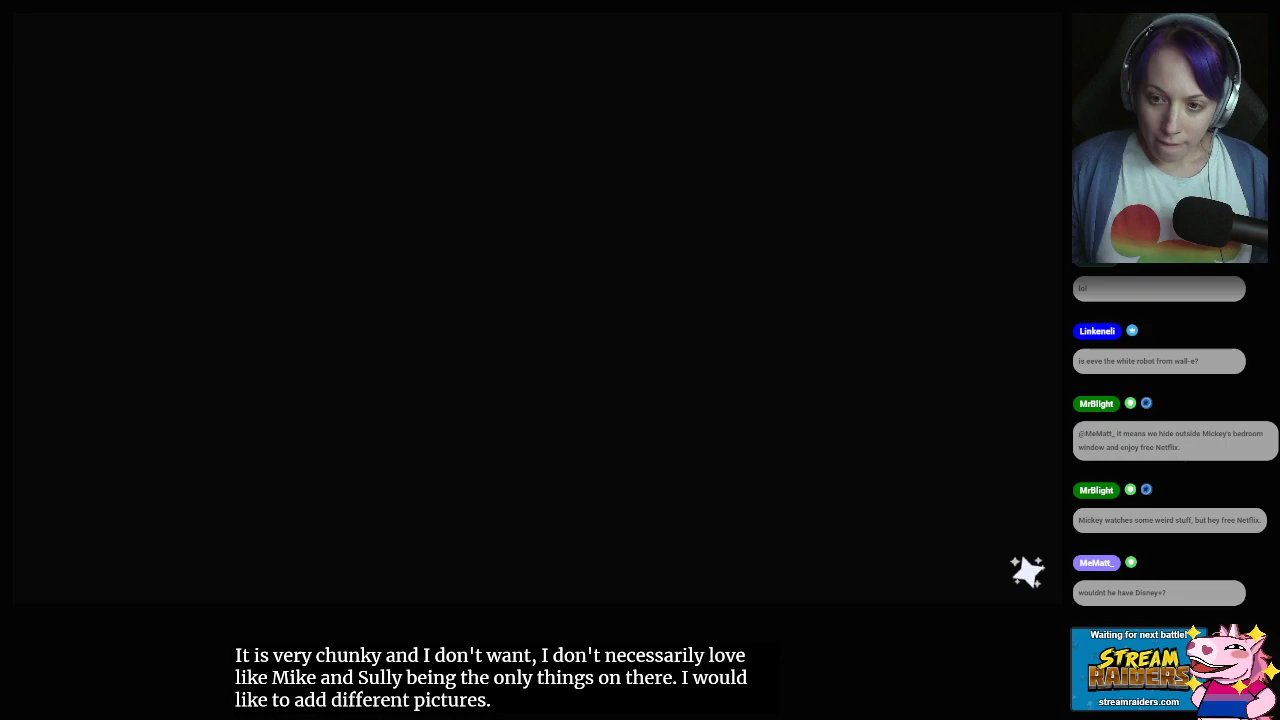 lol
Linkeneli
is eeve the white robot from wall-e?
MrBlight
@MeMatt_ it means we hide outside Mickey's bedroom
window and enjoy free Netflix.
MrBlight
Mickey watches some weird stuff, but hey free Netflix.
MeMatt_
wouldnt he have Disney+?
Waiting for next battle!
STREAM
RAIDERS
streamraiders.com
It is very chunky and I don't want, I don't necessarily love
like Mike and Sully being the only things on there. I would
like to add different pictures.